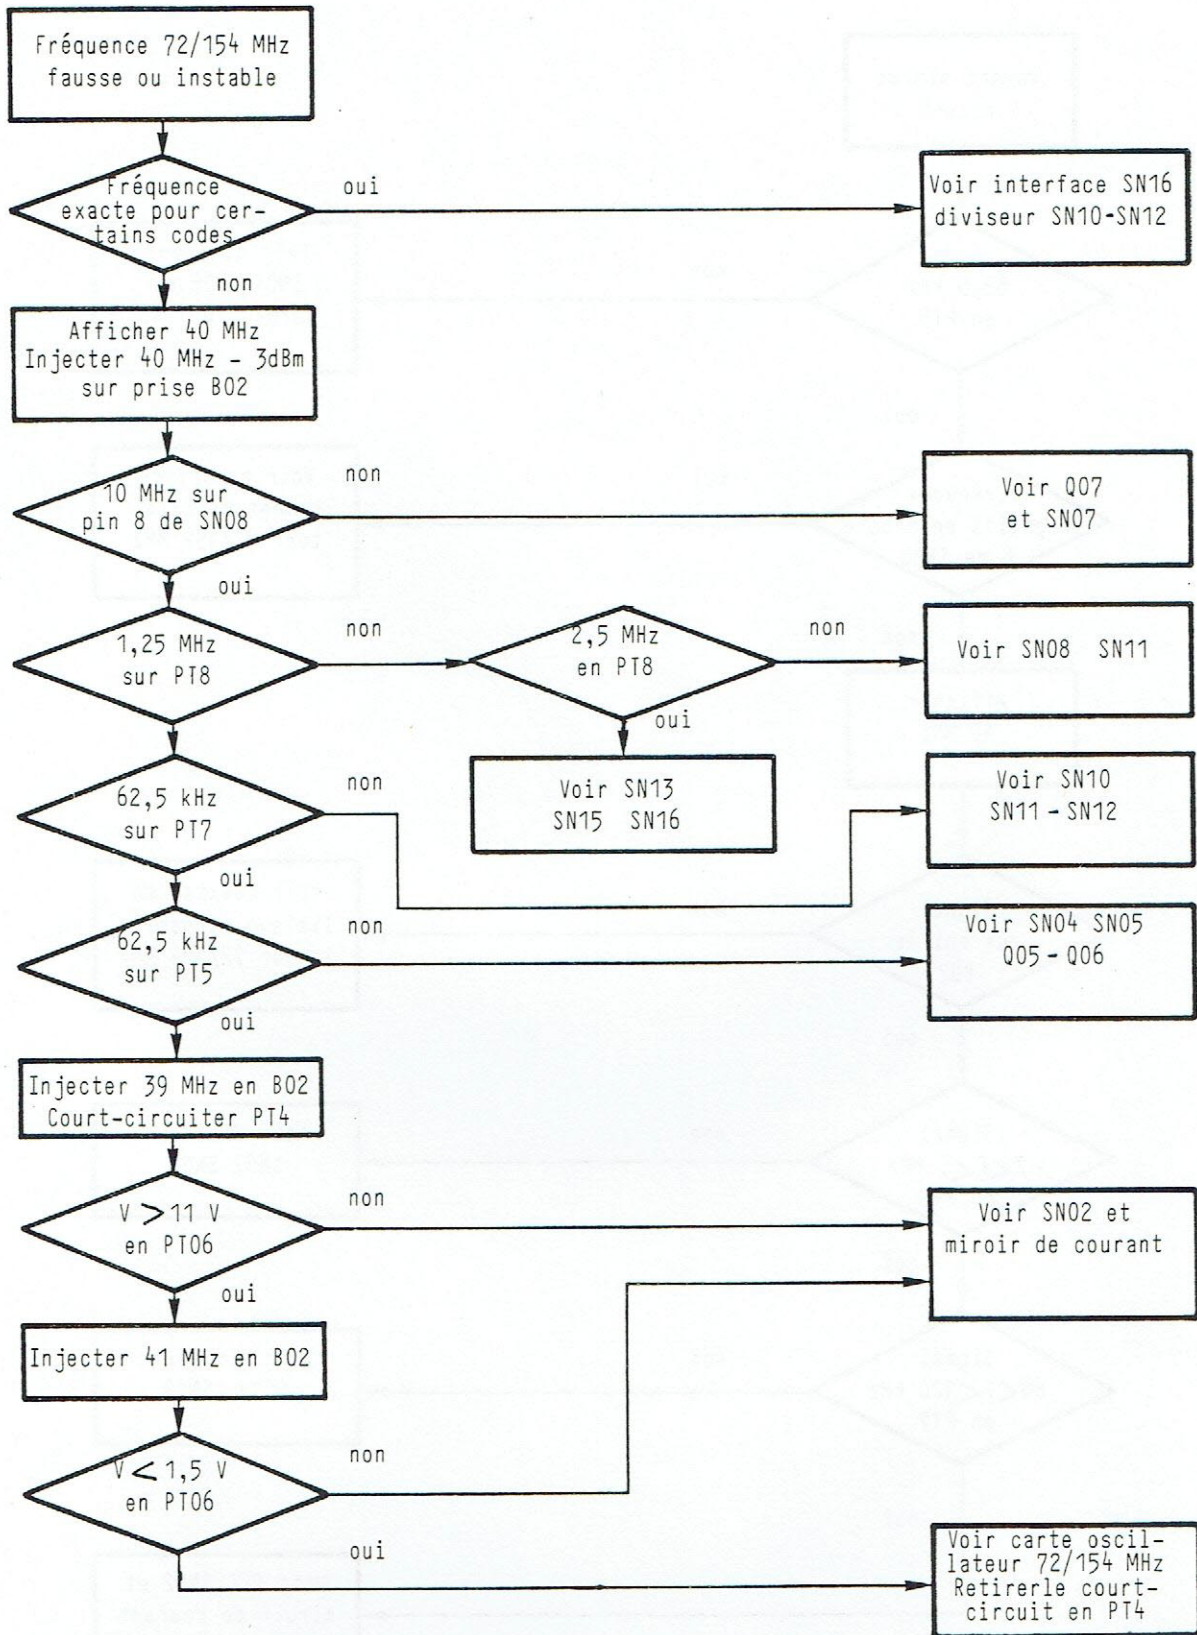 Fréquence 72/154 MHz
fausse ou instable
Fréquence
exacte pour cer-
tains codes
oui
Voir interface SN16
diviseur SN10-SN12
non
Afficher 40 MHz
Injecter 40 MHz - 3dBm
sur prise B02
10 MHz sur
pin 8 de SN08
non
Voir Q07
et SN07
oui
1,25 MHz
sur PT8
non
2,5 MHz
en PT8
non
Voir SN08 SN11
oui
Voir SN13
SN15 SN16
62,5 kHz
sur PT7
non
Voir SN10
SN11-SN12
oui
62,5 kHz
sur PT5
non
Voir SN04 SN05
Q05-Q06
oui
Injecter 39 MHz en B02
Court-circuiter PT4
V > 11 V
en PT06
non
Voir SN02 et
miroir de courant
oui
Injecter 41 MHz en B02
V < 1,5 V
en PT06
non
oui
Voir carte oscil-
lateur 72/154 MHz
Retirerle court-
circuit en PT4